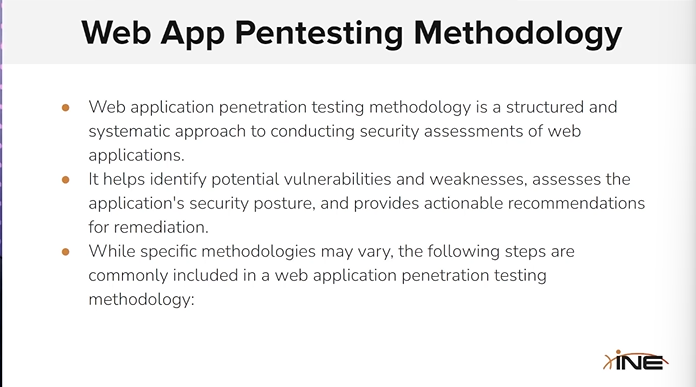 Web App Pentesting Methodology
● Web application penetration testing methodology is a structured and
systematic approach to conducting security assessments of web
applications.
● It helps identify potential vulnerabilities and weaknesses, assesses the
application's security posture, and provides actionable recommendations
for remediation.
● While specific methodologies may vary, the following steps are
commonly included in a web application penetration testing
methodology:
INE